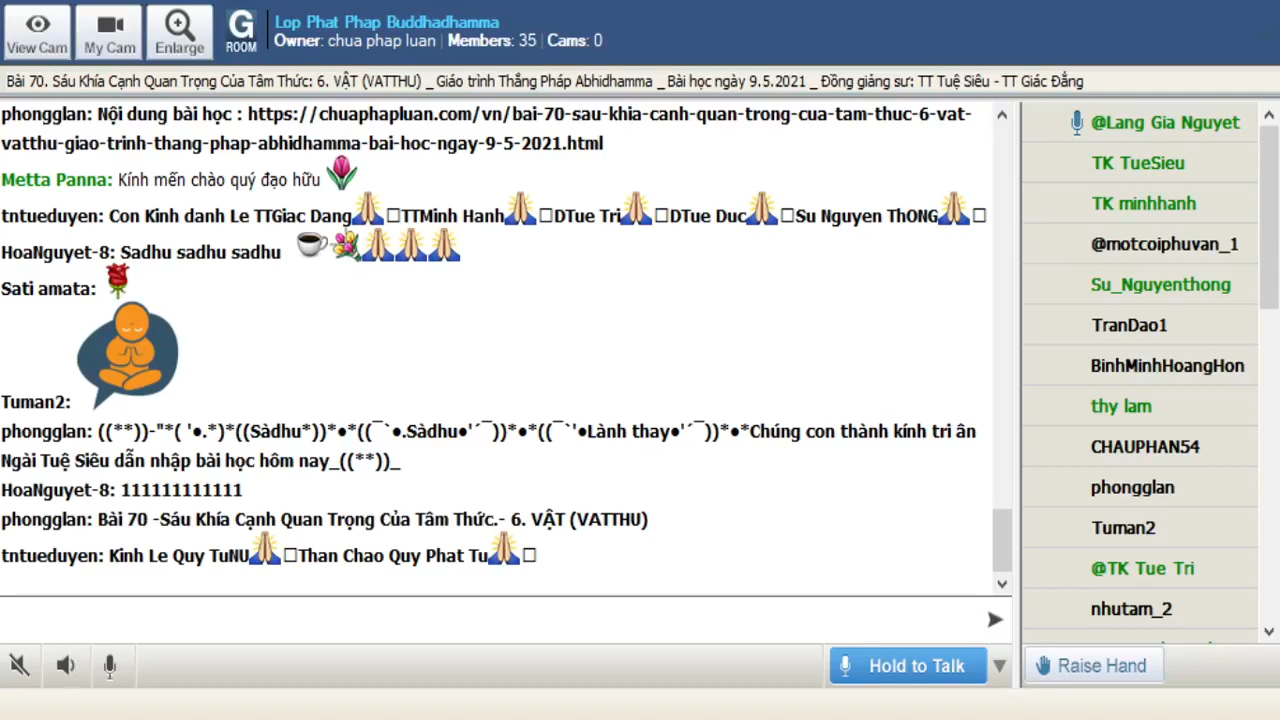 View Cam
My Cam
Enlarge
G
ROOM
Lop Phat Phap Buddhadhamma
Owner: chua phap luan | Members: 35 | Cams: 0
Bài 70. Sáu Khía Cạnh Quan Trọng Của Tâm Thức: 6. VẬT (VATTHU) _ Giáo trình Thắng Pháp Abhidhamma _ Bài học ngày 9.5.2021 _ Đồng giảng sư: TT Tuệ Siêu - TT Giác Đẳng
phongglan: Nội dung bài học : https://chuaphapluan.com/vn/bai-70-sau-khia-canh-quan-trong-cua-tam-thuc-6-vat-
vatthu-giao-trinh-thang-phap-abhidhamma-bai-hoc-ngay-9-5-2021.html
Metta Panna: Kính mến chào quý đạo hữu
tntueduyen: Con Kinh danh Le TTGiac Dang TTMinh Hanh DTue Tri DTue Duc Su Nguyen ThONG
HoaNguyet-8: Sadhu sadhu sadhu
Sati amata:
Tuman2:
phongglan: ((**))-"*( '●.*)*((Sàdhu*))*●*((¯`●.Sàdhu●'´¯))*●*((¯`'●Lành thay●'´¯))*●*Chúng con thành kính tri ân
Ngài Tuệ Siêu dẫn nhập bài học hôm nay_((**))_
HoaNguyet-8: 111111111111
phongglan: Bài 70 -Sáu Khía Cạnh Quan Trọng Của Tâm Thức.- 6. VẬT (VATTHU)
tntueduyen: Kinh Le Quy TuNU Than Chao Quy Phat Tu
Hold to Talk
@Lang Gia Nguyet
TK TueSieu
TK minhhanh
@motcoiphuvan_1
Su_Nguyenthong
TranDao1
BinhMinhHoangHon
thy lam
CHAUPHAN54
phongglan
Tuman2
@TK Tue Tri
nhutam_2
Raise Hand